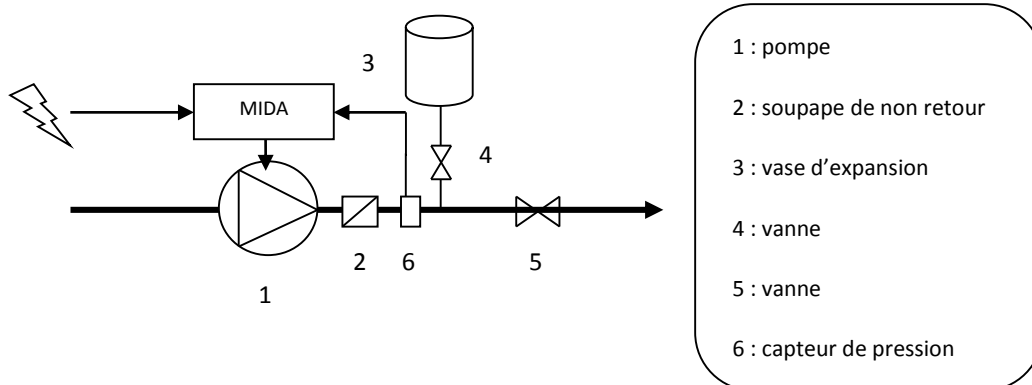 3
MIDA
4
2
6
5
1
1 : pompe
2 : soupape de non retour
3 : vase d'expansion
4 : vanne
5 : vanne
6 : capteur de pression